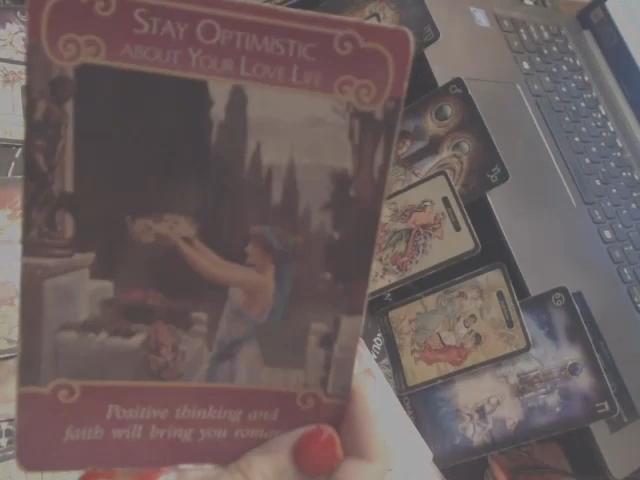 STAY OPTIMISTIC
ABOUT YOUR LOVE LIFE
Positive thinking and
faith will bring you